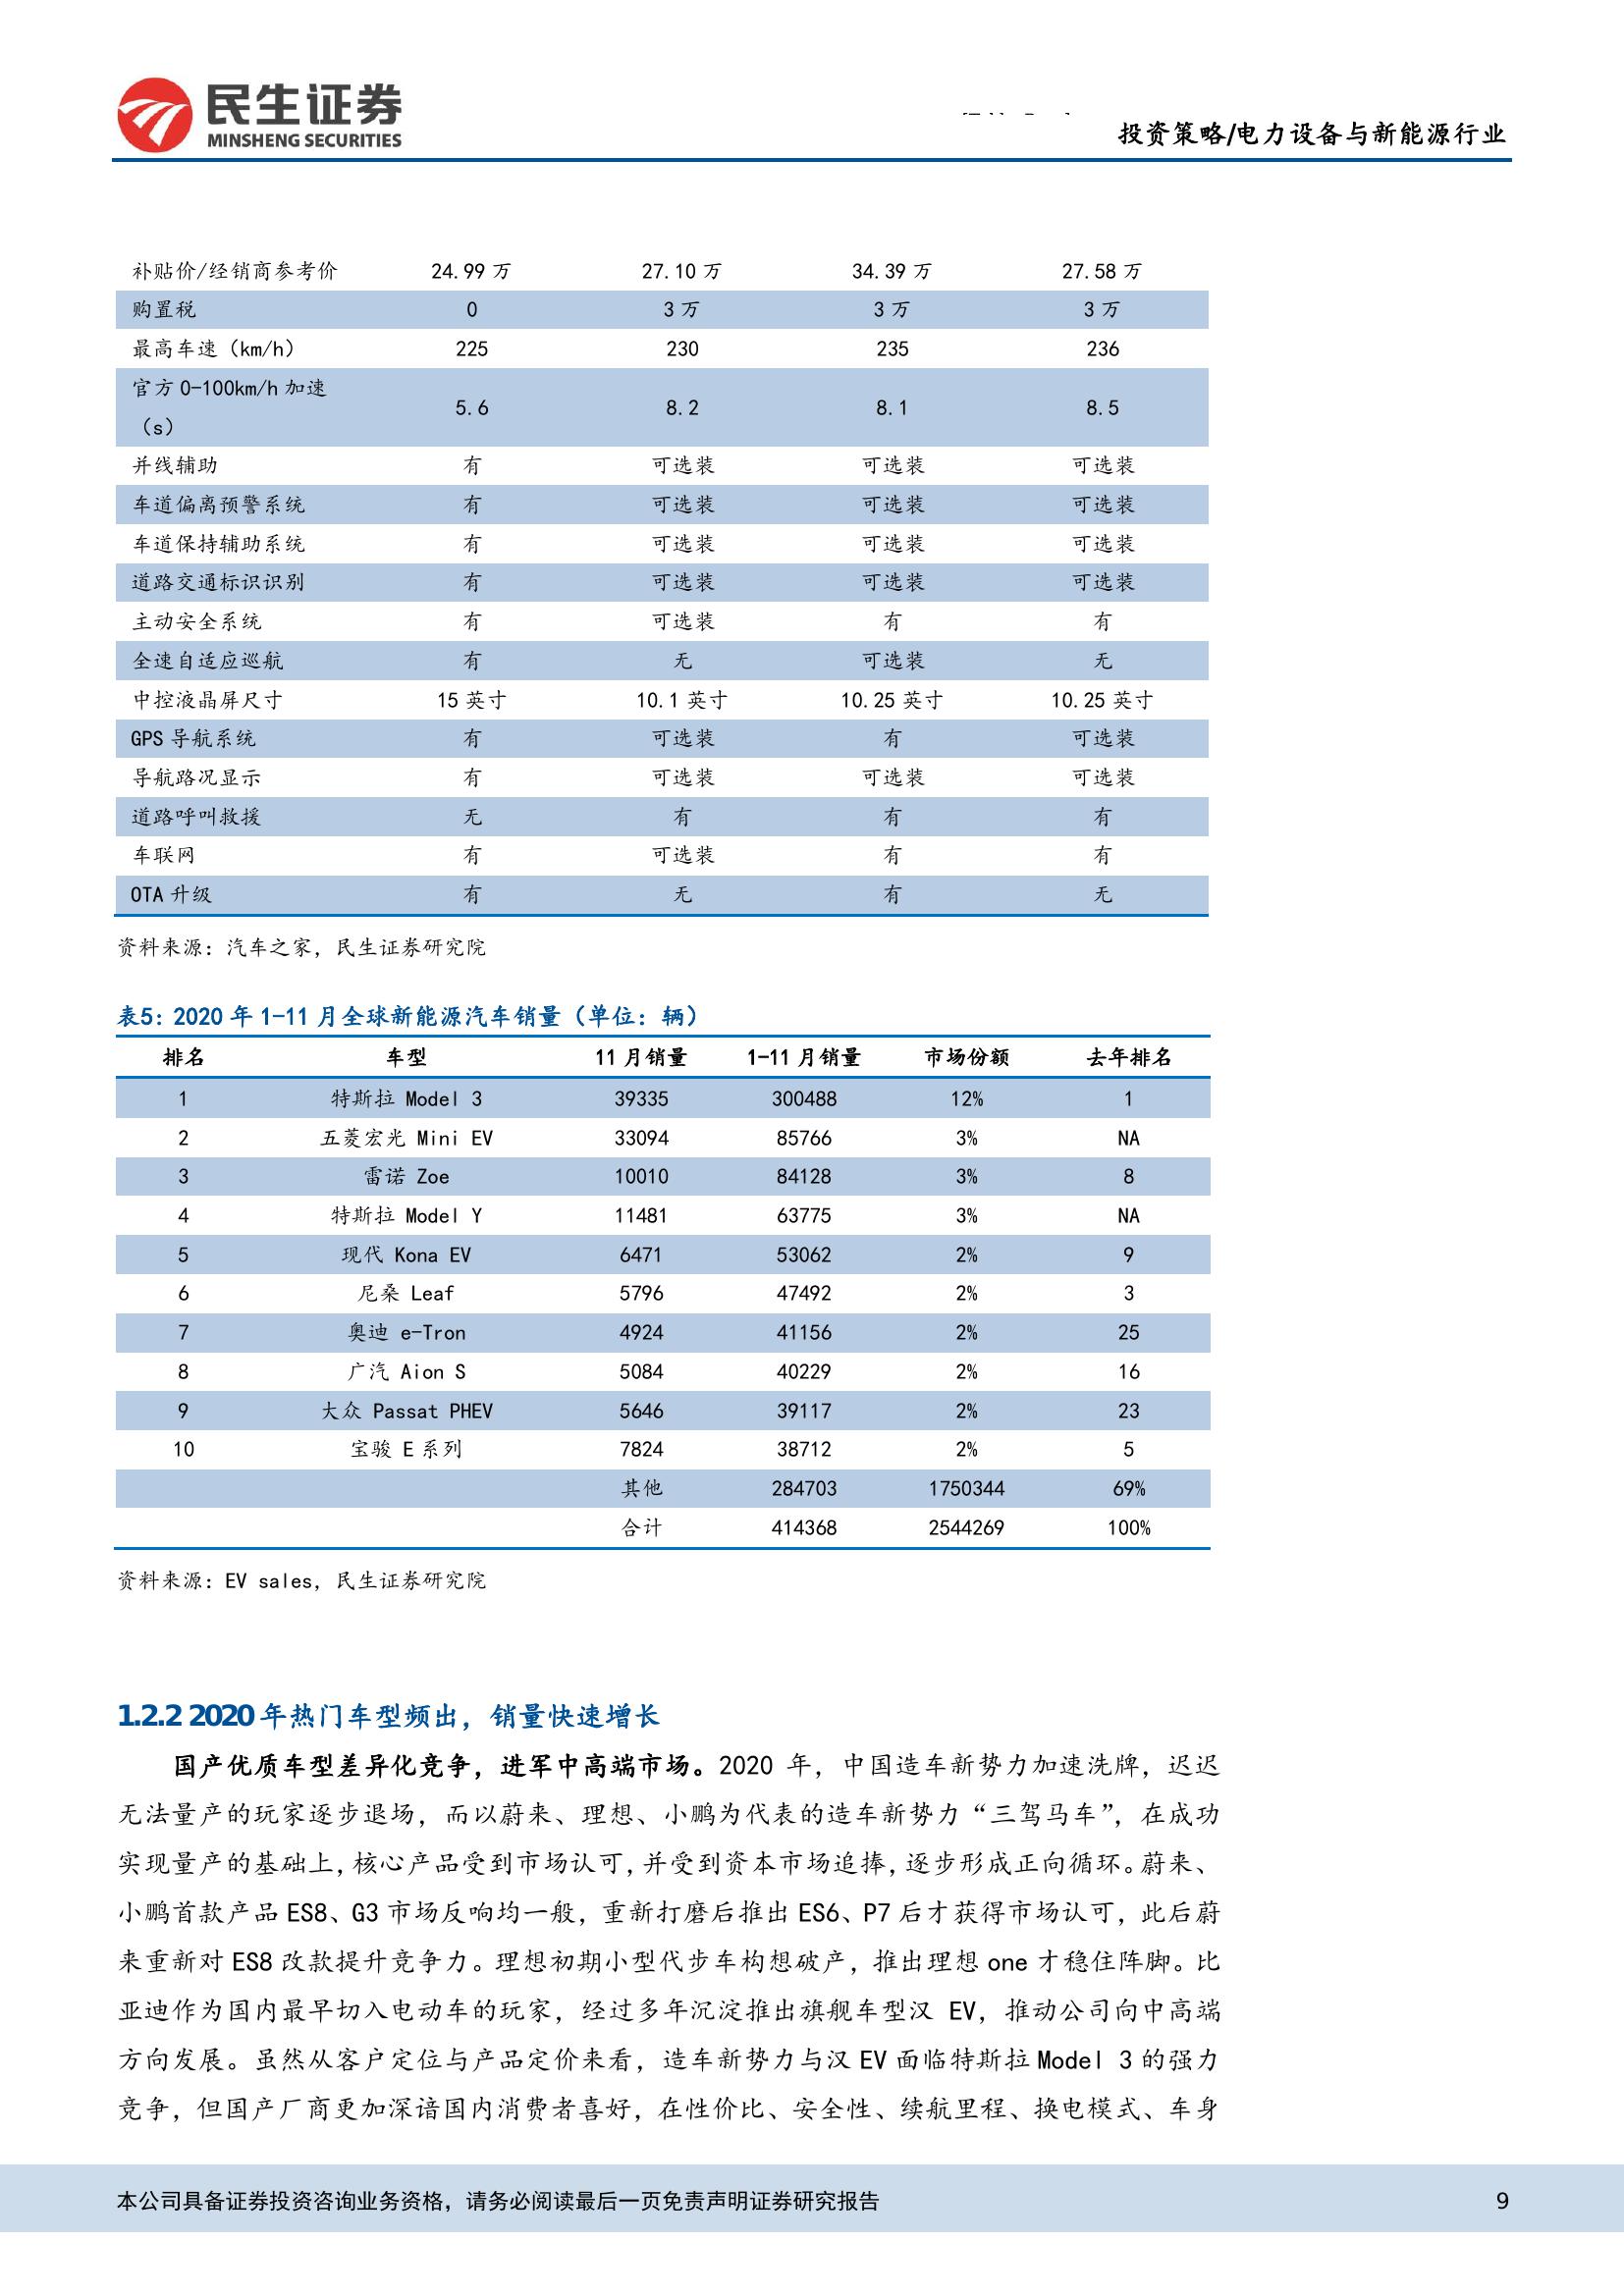 民生证券
MINSHENG SECURITIES
投资策略/电力设备与新能源行业
补贴价/经销商参考价 24.99 万 27.10 万 34.39 万 27.58 万
购置税 0 3 万 3 万 3 万
最高车速（km/h） 225 230 235 236
官方 0-100km/h 加速
（s） 5.6 8.2 8.1 8.5
并线辅助 有 可选装 可选装 可选装
车道偏离预警系统 有 可选装 可选装 可选装
车道保持辅助系统 有 可选装 可选装 可选装
道路交通标识识别 有 可选装 可选装 可选装
主动安全系统 有 可选装 有 有
全速自适应巡航 有 无 可选装 无
中控液晶屏尺寸 15 英寸 10.1 英寸 10.25 英寸 10.25 英寸
GPS 导航系统 有 可选装 有 可选装
导航路况显示 有 可选装 可选装 可选装
道路呼叫救援 无 有 有 有
车联网 有 可选装 有 有
OTA 升级 有 无 有 无
资料来源：汽车之家，民生证券研究院
表5：2020 年 1-11 月全球新能源汽车销量（单位：辆）
排名 车型 11 月销量 1-11 月销量 市场份额 去年排名
1 特斯拉 Model 3 39335 300488 12% 1
2 五菱宏光 Mini EV 33094 85766 3% NA
3 雷诺 Zoe 10010 84128 3% 8
4 特斯拉 Model Y 11481 63775 3% NA
5 现代 Kona EV 6471 53062 2% 9
6 尼桑 Leaf 5796 47492 2% 3
7 奥迪 e-Tron 4924 41156 2% 25
8 广汽 Aion S 5084 40229 2% 16
9 大众 Passat PHEV 5646 39117 2% 23
10 宝骏 E 系列 7824 38712 2% 5
其他 284703 1750344 69%
合计 414368 2544269 100%
资料来源：EV sales，民生证券研究院
1.2.2 2020 年热门车型频出，销量快速增长
国产优质车型差异化竞争，进军中高端市场。2020 年，中国造车新势力加速洗牌，迟迟
无法量产的玩家逐步退场，而以蔚来、理想、小鹏为代表的造车新势力“三驾马车”，在成功
实现量产的基础上，核心产品受到市场认可，并受到资本市场追捧，逐步形成正向循环。蔚来、
小鹏首款产品 ES8、G3 市场反响均一般，重新打磨后推出 ES6、P7 后才获得市场认可，此后蔚
来重新对 ES8 改款提升竞争力。理想初期小型代步车构想破产，推出理想 one 才稳住阵脚。比
亚迪作为国内最早切入电动车的玩家，经过多年沉淀推出旗舰车型汉 EV，推动公司向中高端
方向发展。虽然从客户定位与产品定价来看，造车新势力与汉 EV 面临特斯拉 Model 3 的强力
竞争，但国产厂商更加深谙国内消费者喜好，在性价比、安全性、续航里程、换电模式、车身
本公司具备证券投资咨询业务资格，请务必阅读最后一页免责声明证券研究报告 9